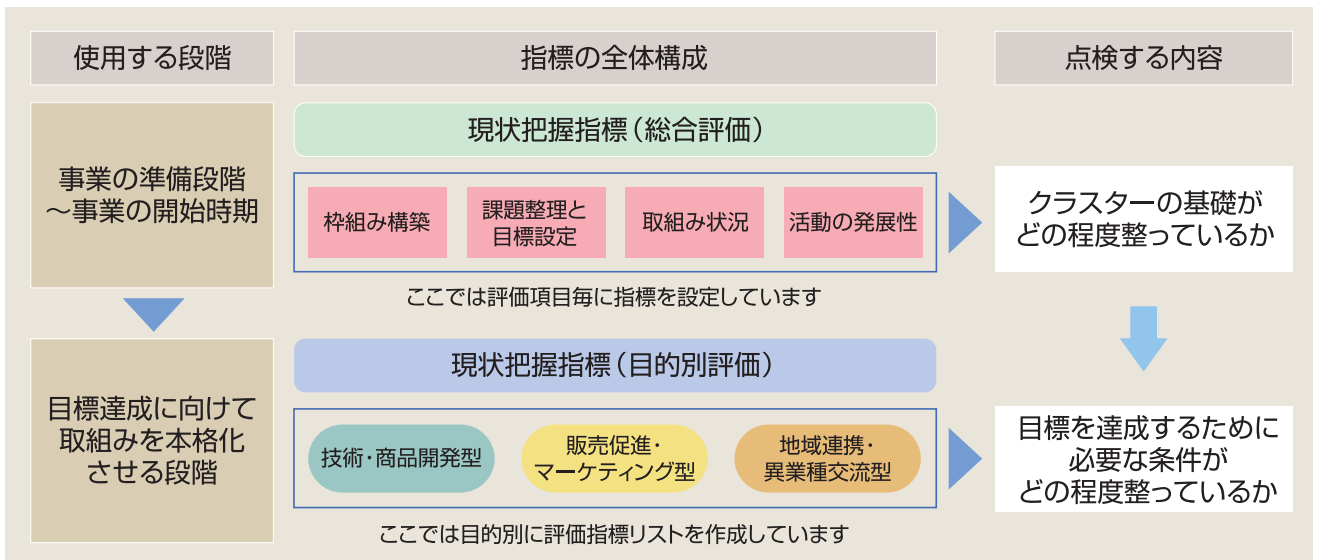 使用する段階
指標の全体構成
点検する内容
事業の準備段階
～事業の開始時期
現状把握指標（総合評価）
枠組み構築
課題整理と
目標設定
取組み状況
活動の発展性
ここでは評価項目毎に指標を設定しています
クラスターの基礎が
どの程度整っているか
目標達成に向けて
取組みを本格化
させる段階
現状把握指標（目的別評価）
技術・商品開発型
販売促進・
マーケティング型
地域連携・
異業種交流型
ここでは目的別に評価指標リストを作成しています
目標を達成するために
必要な条件が
どの程度整っているか